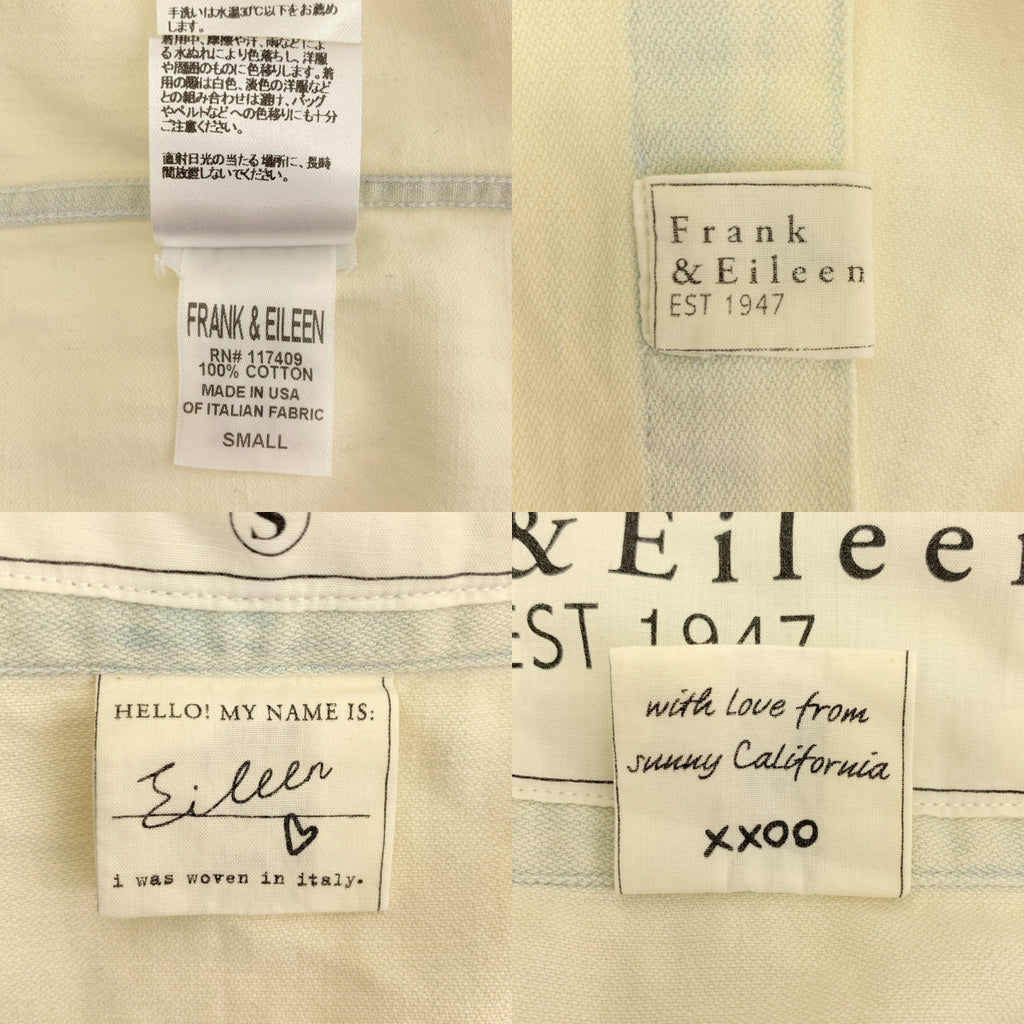 手洗いは水温30℃以下をお薦め
します。
着用中、摩擦や汗、雨などによ
る水ぬれにより色落ちし、洋服
や周囲のものに色移りします。着
用の際は白色、淡色の洋服など
との組み合わせは避け、バッグ
やベルトなどへの色移りにも十分
ご注意ください。
直射日光の当たる場所に、長時
間放置しないでください。
FRANK & EILEEN
RN# 117409
100% COTTON
MADE IN USA
OF ITALIAN FABRIC
SMALL
Frank
& Eileen
EST 1947
S
HELLO! MY NAME IS:
Eileen
i was woven in italy.
& Eileen
EST 1947
with love from
sunny California
xxoo